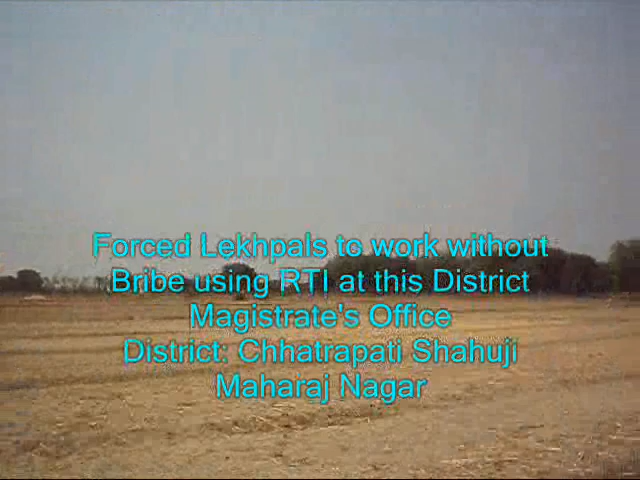 Forced Lekhpals to work without
Bribe using RTI at this District
Magistrate's Office
District: Chhatrapati Shahuji
Maharaj Nagar